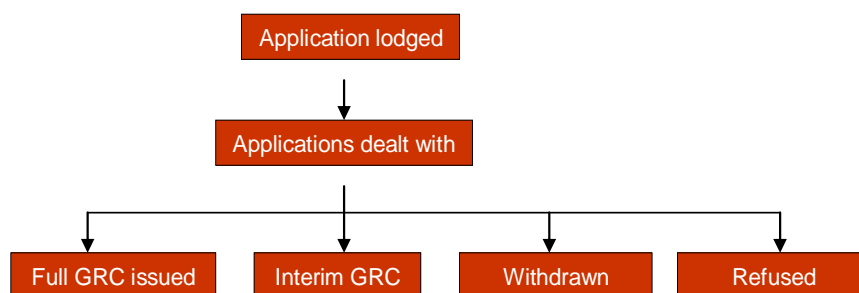 Application lodged
Applications dealt with
Full GRC issued
Interim GRC
Withdrawn
Refused